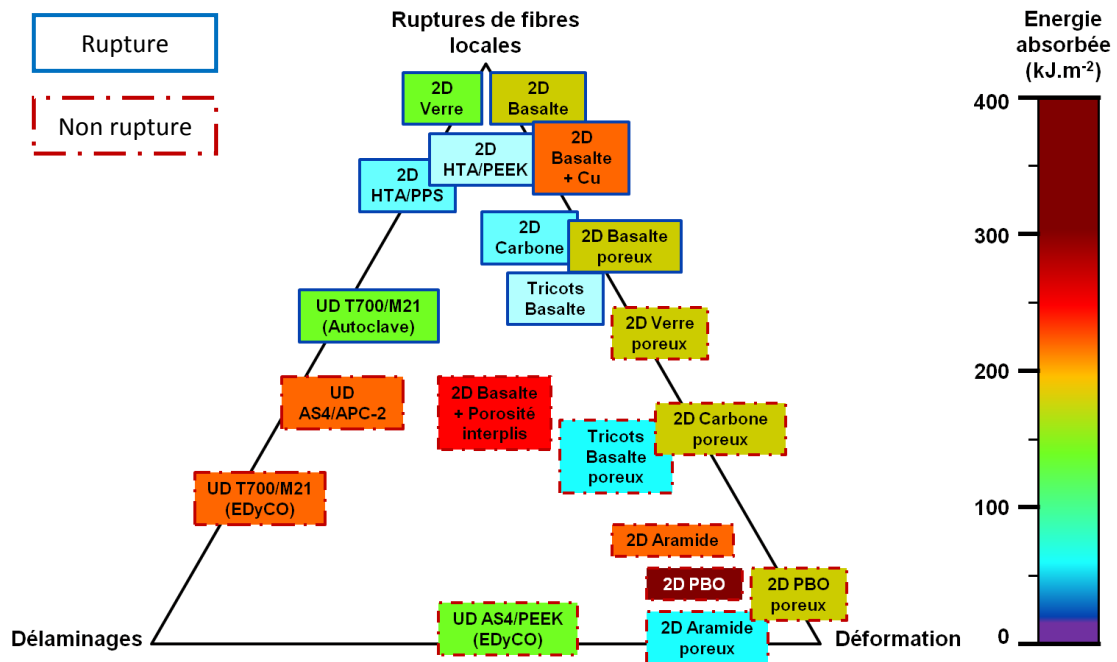 Rupture
Non rupture
Ruptures de fibres
locales
Energie
absorbée
(kJ.m-2)
400
300
200
100
0
2D
Verre
2D
Basalte
2D
HTA/PEEK
2D
Basalte
+ Cu
2D
HTA/PPS
2D
Carbone
2D Basalte
poreux
Tricots
Basalte
UD T700/M21
(Autoclave)
2D Verre
poreux
UD
AS4/APC-2
2D Basalte
+ Porosité
interplis
2D Carbone
poreux
Tricots
Basalte
poreux
UD T700/M21
(EDyCO)
2D Aramide
2D PBO
2D PBO
poreux
UD AS4/PEEK
(EDyCO)
2D Aramide
poreux
Délaminages
Déformation